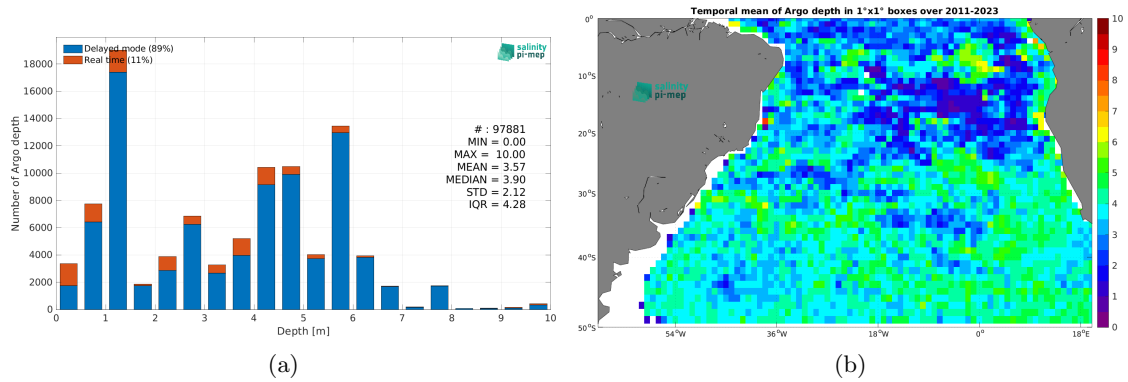 Delayed mode (89%)
Real time (11%)
salinity
pi-mep
18000
16000
14000
12000
10000
8000
6000
4000
2000
0
Number of Argo depth
# : 97881
MIN = 0.00
MAX = 10.00
MEAN = 3.57
MEDIAN = 3.90
STD = 2.12
IQR = 4.28
0 1 2 3 4 5 6 7 8 9 10
Depth [m]
(a)
Temporal mean of Argo depth in 1°x1° boxes over 2011-2023
salinity
pi-mep
0°
10°S
20°S
30°S
40°S
50°S
54°W 36°W 18°W 0° 18°E
10
9
8
7
6
5
4
3
2
1
0
(b)